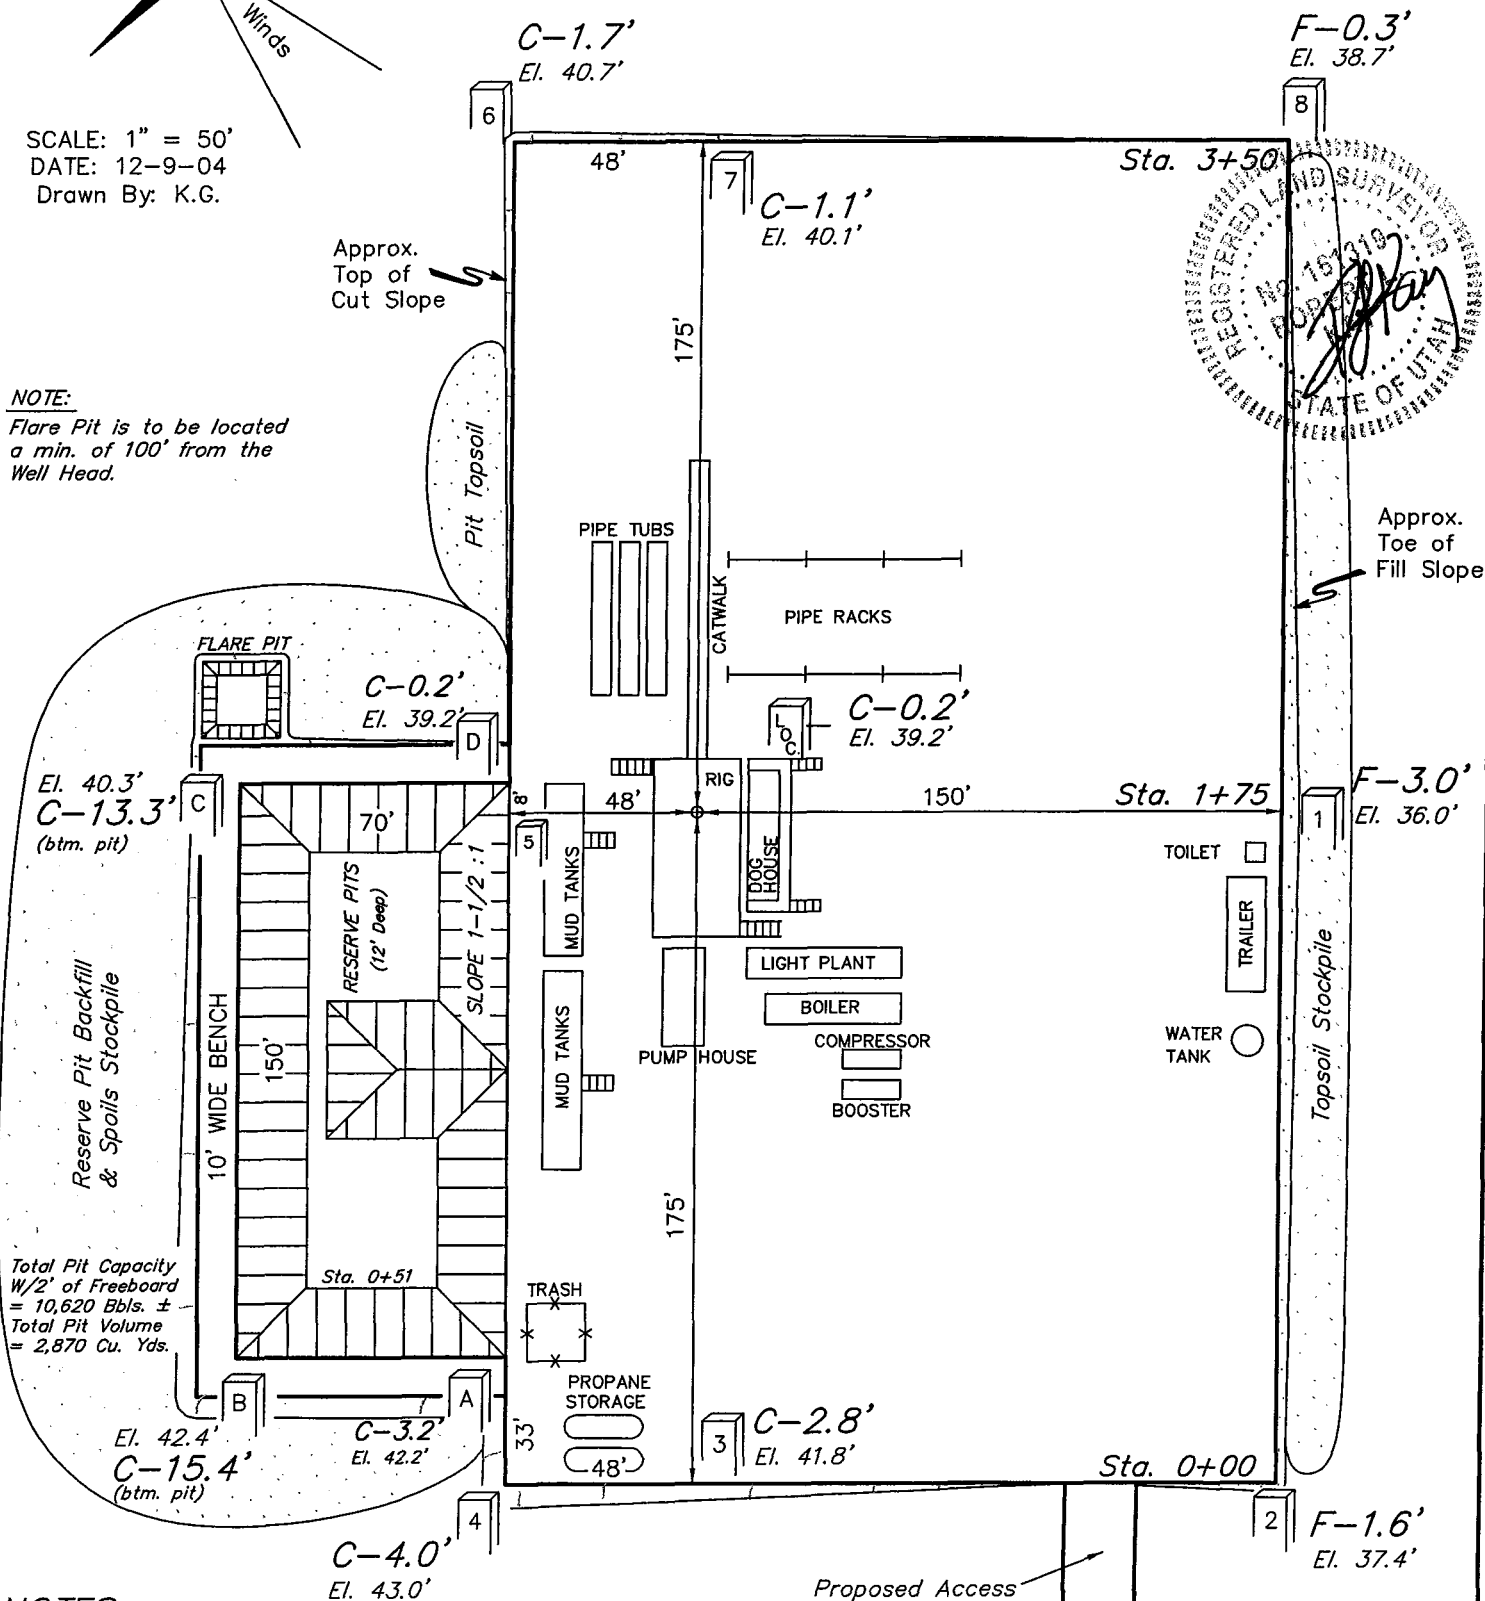 Winds
SCALE: 1" = 50'
DATE: 12-9-04
Drawn By: K.G.
C-1.7'
El. 40.7'
6
F-0.3'
El. 38.7'
8
48'
Sta. 3+50
7
C-1.1'
El. 40.1'
REGISTERED LAND SURVEYOR
No. 161319
STATE OF UTAH
Approx.
Top of
Cut Slope
175'
NOTE:
Flare Pit is to be located
a min. of 100' from the
Well Head.
Pit Topsoil
Approx.
Toe of
Fill Slope
PIPE TUBS
CATWALK
PIPE RACKS
FLARE PIT
C-0.2'
El. 39.2'
D
LOC.
C-0.2'
El. 39.2'
El. 40.3'
C-13.3'
(btm. pit)
C
70'
8'
48'
RIG
150'
Sta. 1+75
F-3.0'
El. 36.0'
1
5
MUD TANKS
DOG
HOUSE
TOILET
TRAILER
RESERVE PITS
(12' Deep)
SLOPE 1-1/2 :1
LIGHT PLANT
BOILER
COMPRESSOR
BOOSTER
PUMP HOUSE
MUD TANKS
WATER
TANK
Topsoil Stockpile
Reserve Pit Backfill
& Spoils Stockpile
10' WIDE BENCH
150'
175'
Total Pit Capacity
W/2' of Freeboard
= 10,620 Bbls. ±
Total Pit Volume
= 2,870 Cu. Yds.
Sta. 0+51
TRASH
PROPANE
STORAGE
B
A
El. 42.4'
C-15.4'
(btm. pit)
C-3.2'
El. 42.2'
33'
48'
3
C-2.8'
El. 41.8'
Sta. 0+00
4
C-4.0'
El. 43.0'
2
F-1.6'
El. 37.4'
Proposed Access